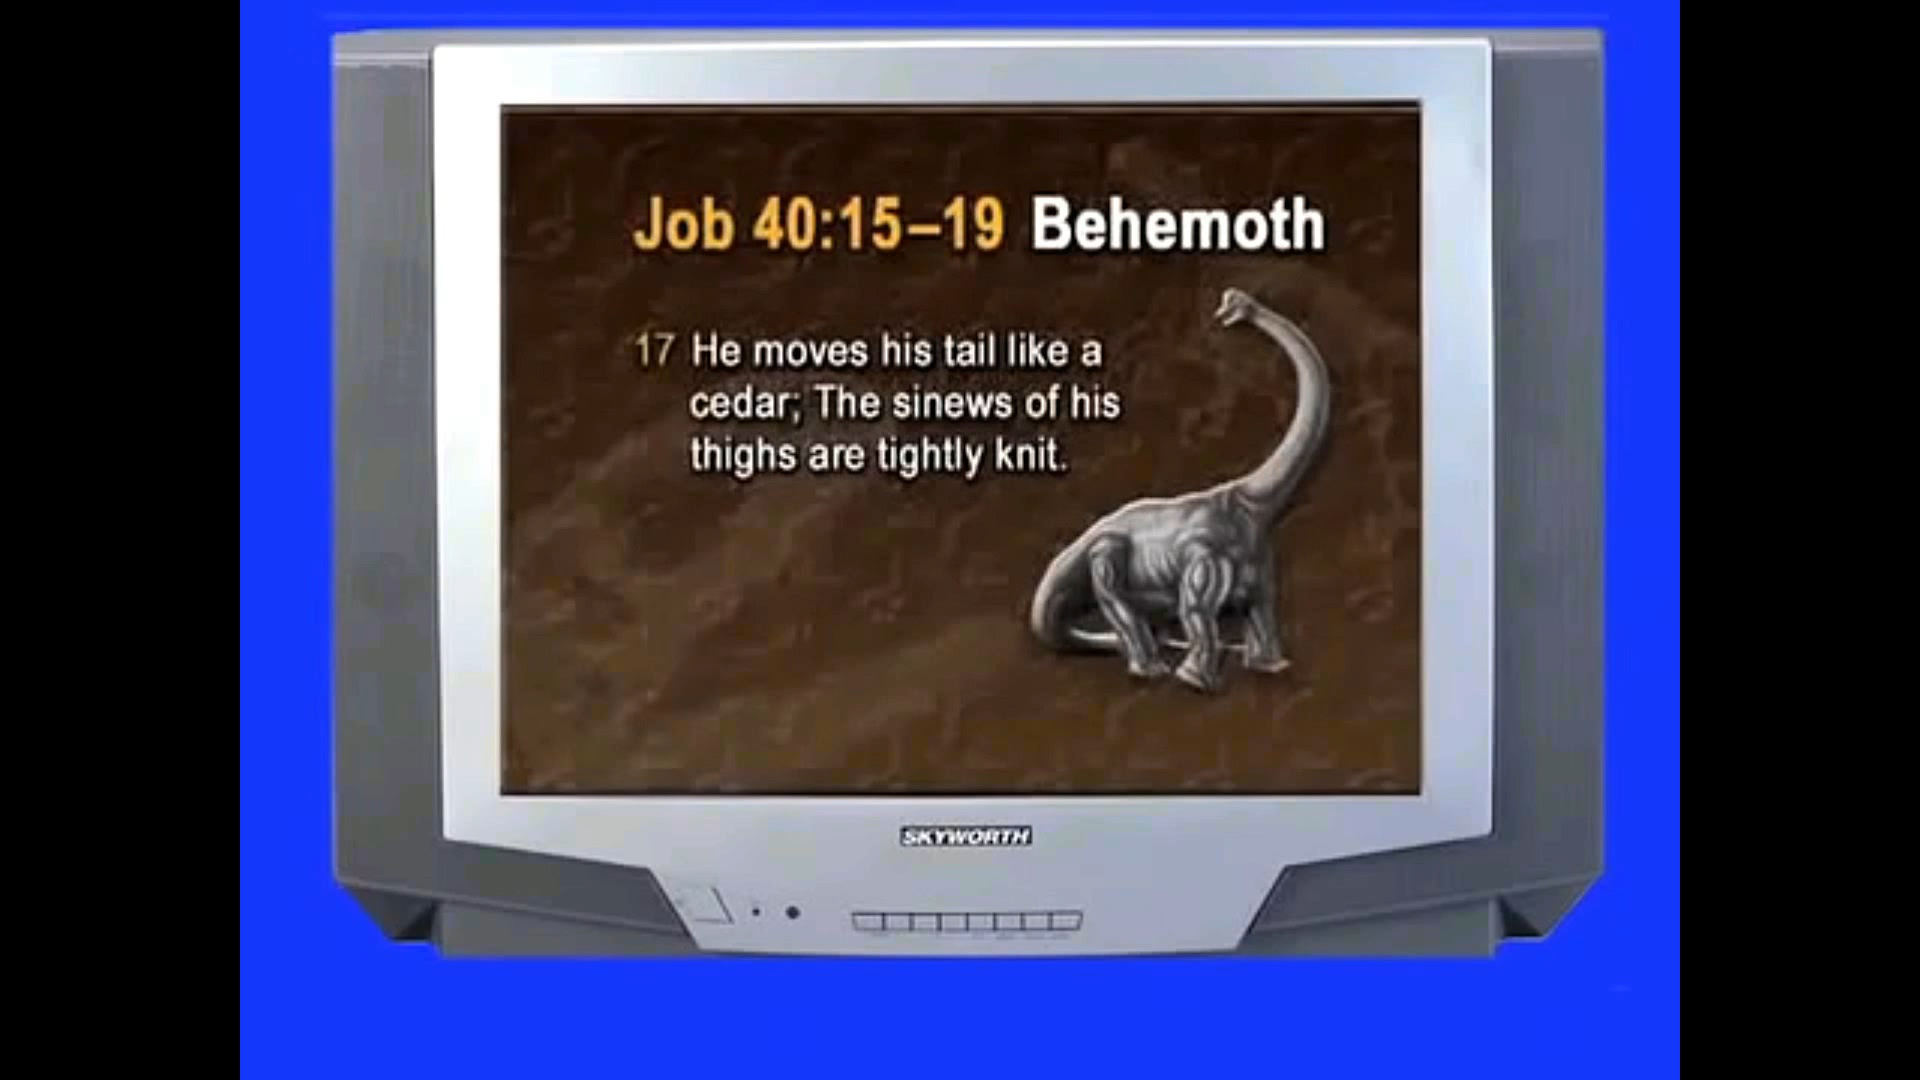 Job 40:15–19 Behemoth
17 He moves his tail like a
cedar; The sinews of his
thighs are tightly knit.
SKYWORTH